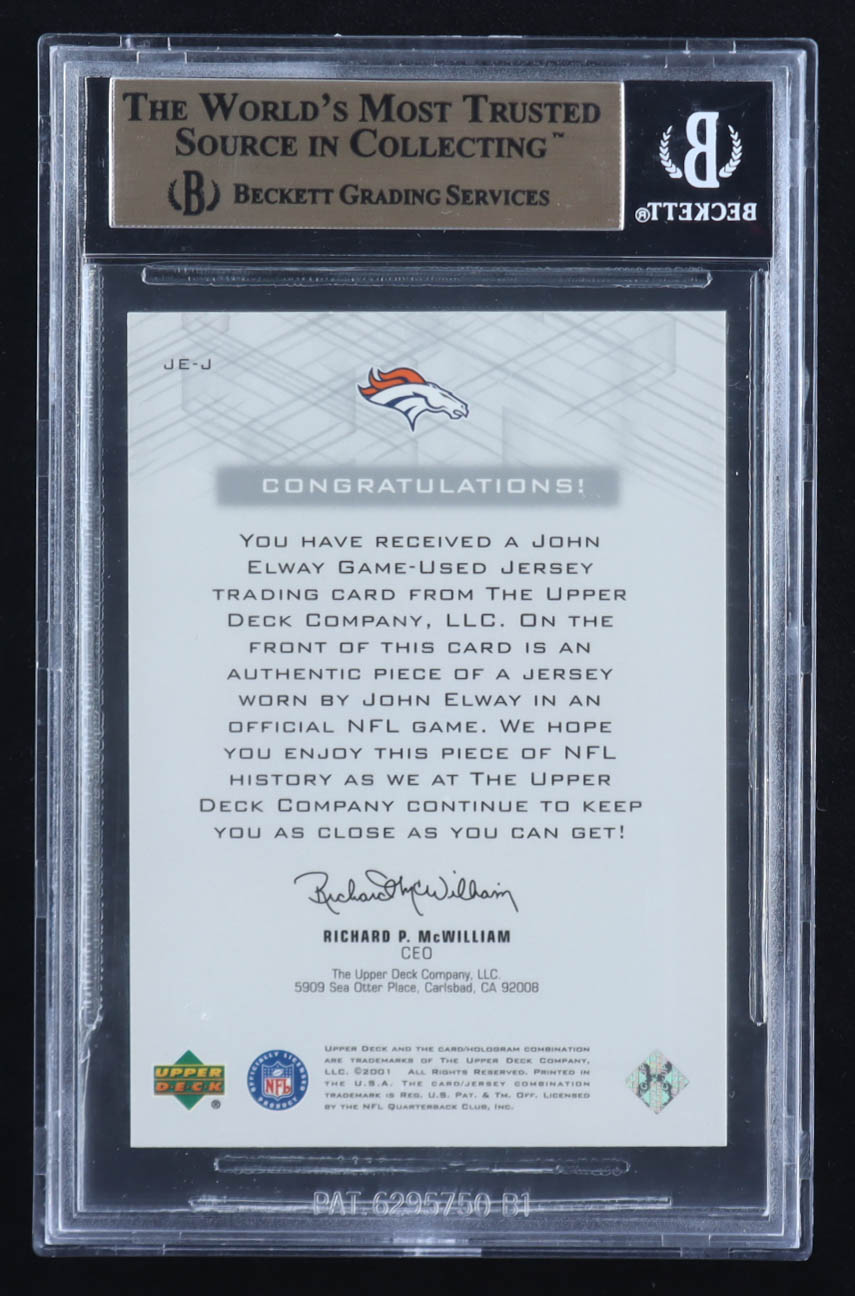 THE WORLD'S MOST TRUSTED
SOURCE IN COLLECTING™
B BECKETT GRADING SERVICES
B
BECKETT®
JE-J
CONGRATULATIONS!
YOU HAVE RECEIVED A JOHN
ELWAY GAME-USED JERSEY
TRADING CARD FROM THE UPPER
DECK COMPANY, LLC. ON THE
FRONT OF THIS CARD IS AN
AUTHENTIC PIECE OF A JERSEY
WORN BY JOHN ELWAY IN AN
OFFICIAL NFL GAME. WE HOPE
YOU ENJOY THIS PIECE OF NFL
HISTORY AS WE AT THE UPPER
DECK COMPANY CONTINUE TO KEEP
YOU AS CLOSE AS YOU CAN GET!
Richard McWilliam
RICHARD P. McWILLIAM
CEO
The Upper Deck Company, LLC.
5909 Sea Otter Place, Carlsbad, CA 92008
UPPER
DECK
®
OFFICIALLY LICENSED
NFL
PRODUCT
UPPER DECK AND THE CARD/HOLOGRAM COMBINATION
ARE TRADEMARKS OF THE UPPER DECK COMPANY,
LLC. ©2001 ALL RIGHTS RESERVED. PRINTED IN
THE U.S.A. THE CARD/JERSEY COMBINATION
TRADEMARK IS REG. U.S. PAT. & TM. OFF. LICENSED
BY THE NFL QUARTERBACK CLUB, INC.
PAT. 6295750 B1